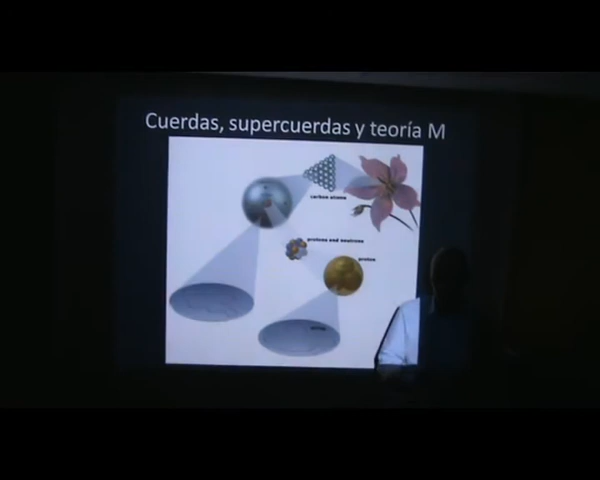 Cuerdas, supercuerdas y teoría M
carbon atoms
protons and neutrons
proton